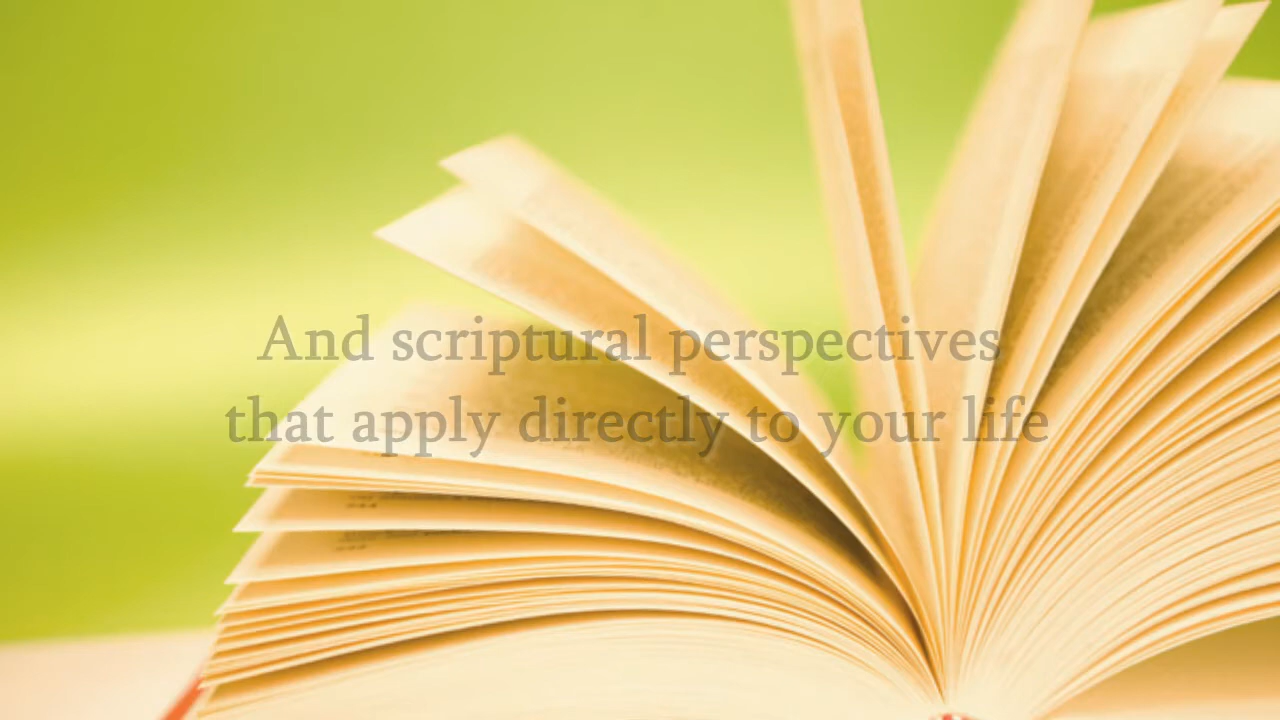 And scriptural perspectives
that apply directly to your life